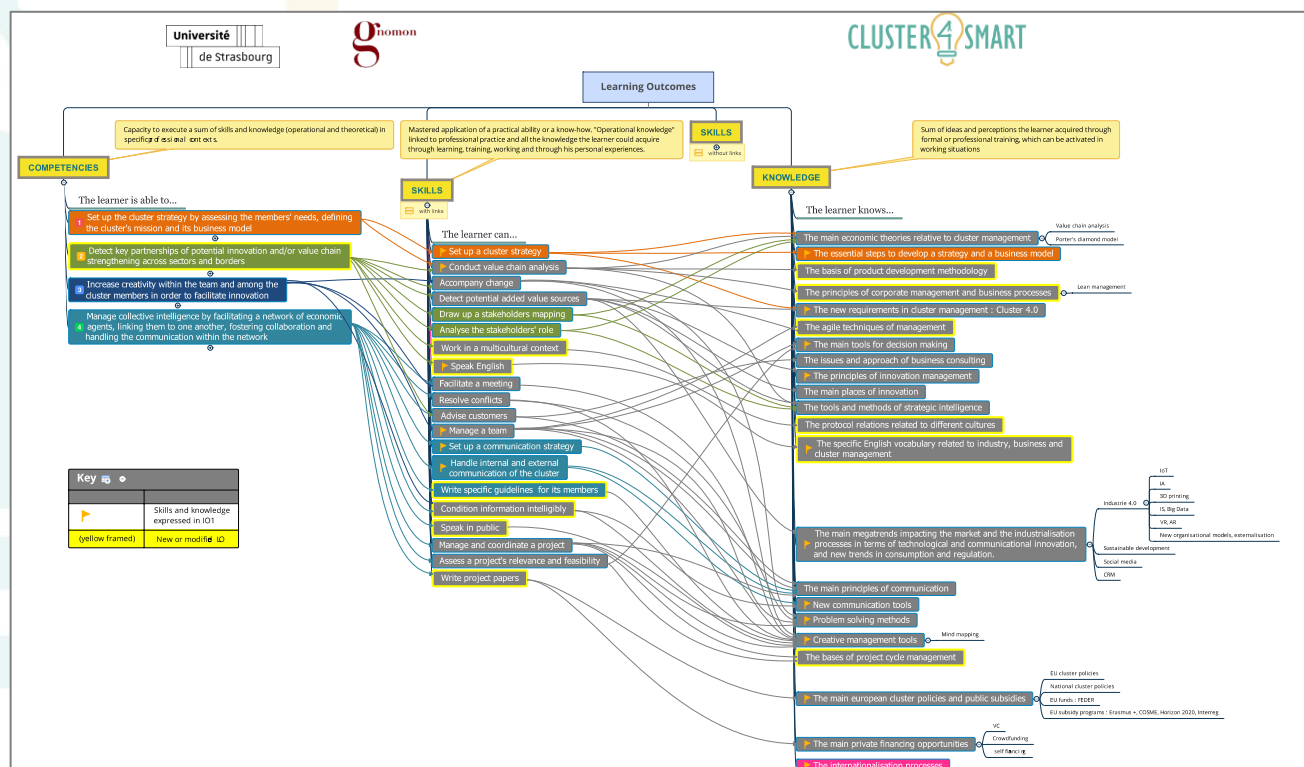 Université
de Strasbourg
gnomon
CLUSTER 4 SMART
Learning Outcomes
Capacity to execute a sum of skills and knowledge (operational and theoretical) in
specific professional contexts.
COMPETENCIES
The learner is able to...
1 Set up the cluster strategy by assessing the members' needs, defining
the cluster's mission and its business model
2 Detect key partnerships of potential innovation and/or value chain
strengthening across sectors and borders
3 Increase creativity within the team and among the
cluster members in order to facilitate innovation
4 Manage collective intelligence by facilitating a network of economic
agents, linking them to one another, fostering collaboration and
handling the communication within the network
Key
Skills and knowledge
expressed in IO1
(yellow framed)
New or modified LO
Mastered application of a practical ability or a know-how. "Operational knowledge"
linked to professional practice and all the knowledge the learner could acquire
through learning, training, working and through his personal experiences.
SKILLS
with links
The learner can...
Set up a cluster strategy
Conduct value chain analysis
Accompany change
Detect potential added value sources
Draw up a stakeholders mapping
Analyse the stakeholders' role
Work in a multicultural context
Speak English
Facilitate a meeting
Resolve conflicts
Advise customers
Manage a team
Set up a communication strategy
Handle internal and external
communication of the cluster
Write specific guidelines for its members
Condition information intelligibly
Speak in public
Manage and coordinate a project
Assess a project's relevance and feasibility
Write project papers
SKILLS
without links
Sum of ideas and perceptions the learner acquired through
formal or professional training, which can be activated in
working situations
KNOWLEDGE
The learner knows...
The main economic theories relative to cluster management
Value chain analysis
Porter's diamond model
The essential steps to develop a strategy and a business model
The basis of product development methodology
The principles of corporate management and business processes
Lean management
The new requirements in cluster management : Cluster 4.0
The agile techniques of management
The main tools for decision making
The issues and approach of business consulting
The principles of innovation management
The main places of innovation
The tools and methods of strategic intelligence
The protocol relations related to different cultures
The specific English vocabulary related to industry, business and
cluster management
The main megatrends impacting the market and the industrialisation
processes in terms of technological and communicational innovation,
and new trends in consumption and regulation.
Industrie 4.0
IoT
IA
3D printing
IS, Big Data
VR, AR
New organisational models, externalisation
Sustainable development
Social media
CRM
The main principles of communication
New communication tools
Problem solving methods
Creative management tools
Mind mapping
The bases of project cycle management
The main european cluster policies and public subsidies
EU cluster policies
National cluster policies
EU funds : FEDER
EU subsidy programs : Erasmus +, COSME, Horizon 2020, Interreg
The main private financing opportunities
VC
Crowdfunding
self financing
The internationalisation processes